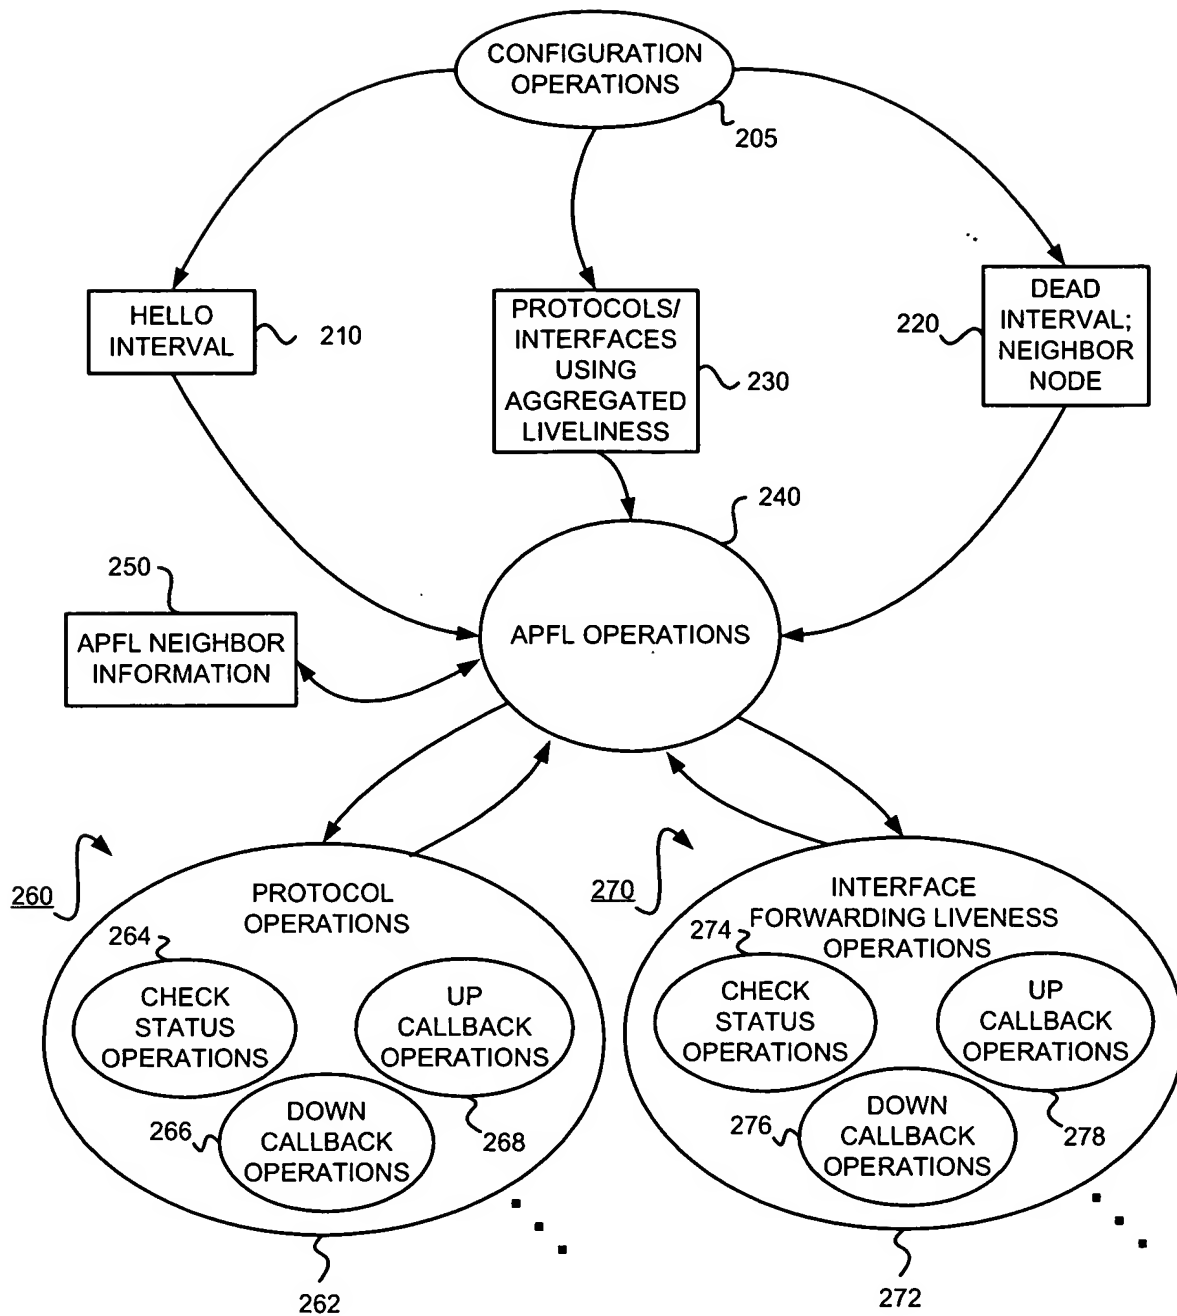 CONFIGURATION
OPERATIONS
205
HELLO
INTERVAL
210
PROTOCOLS/
INTERFACES
USING
AGGREGATED
LIVELINESS
230
DEAD
INTERVAL;
NEIGHBOR
NODE
220
240
APFL OPERATIONS
250
APFL NEIGHBOR
INFORMATION
260
PROTOCOL
OPERATIONS
264
CHECK
STATUS
OPERATIONS
UP
CALLBACK
OPERATIONS
266
DOWN
CALLBACK
OPERATIONS
268
262
270
INTERFACE
FORWARDING LIVENESS
OPERATIONS
274
CHECK
STATUS
OPERATIONS
UP
CALLBACK
OPERATIONS
276
DOWN
CALLBACK
OPERATIONS
278
272